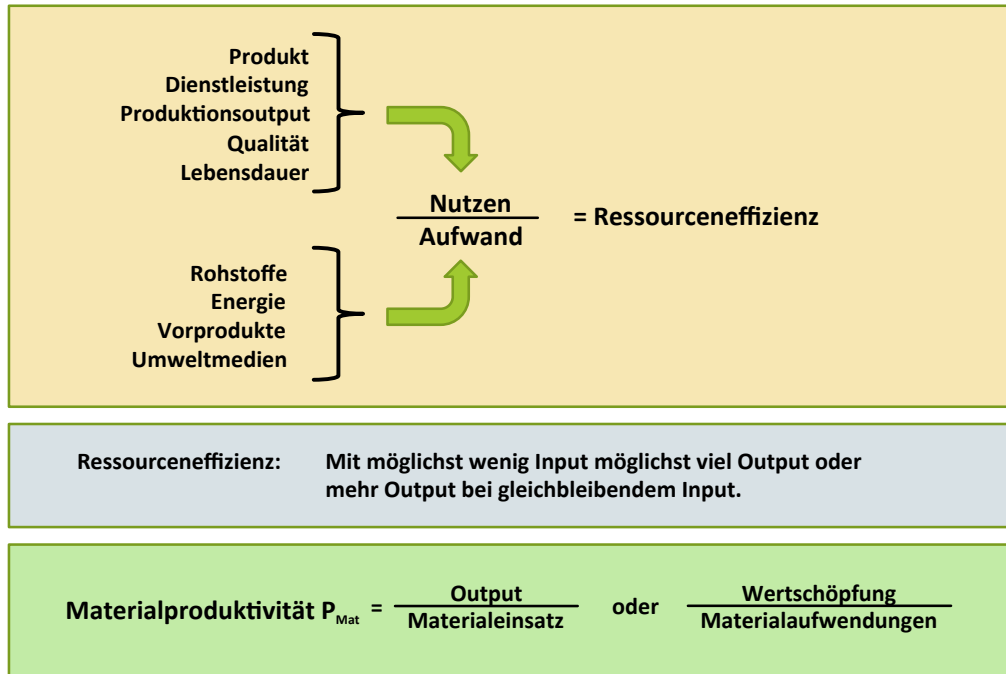 Produkt
Dienstleistung
Produktionsoutput
Qualität
Lebensdauer
Nutzen
Aufwand
= Ressourceneffizienz
Rohstoffe
Energie
Vorprodukte
Umweltmedien
Ressourceneffizienz: Mit möglichst wenig Input möglichst viel Output oder
mehr Output bei gleichbleibendem Input.
Materialproduktivität P Mat =
Output
Materialeinsatz
oder
Wertschöpfung
Materialaufwendungen